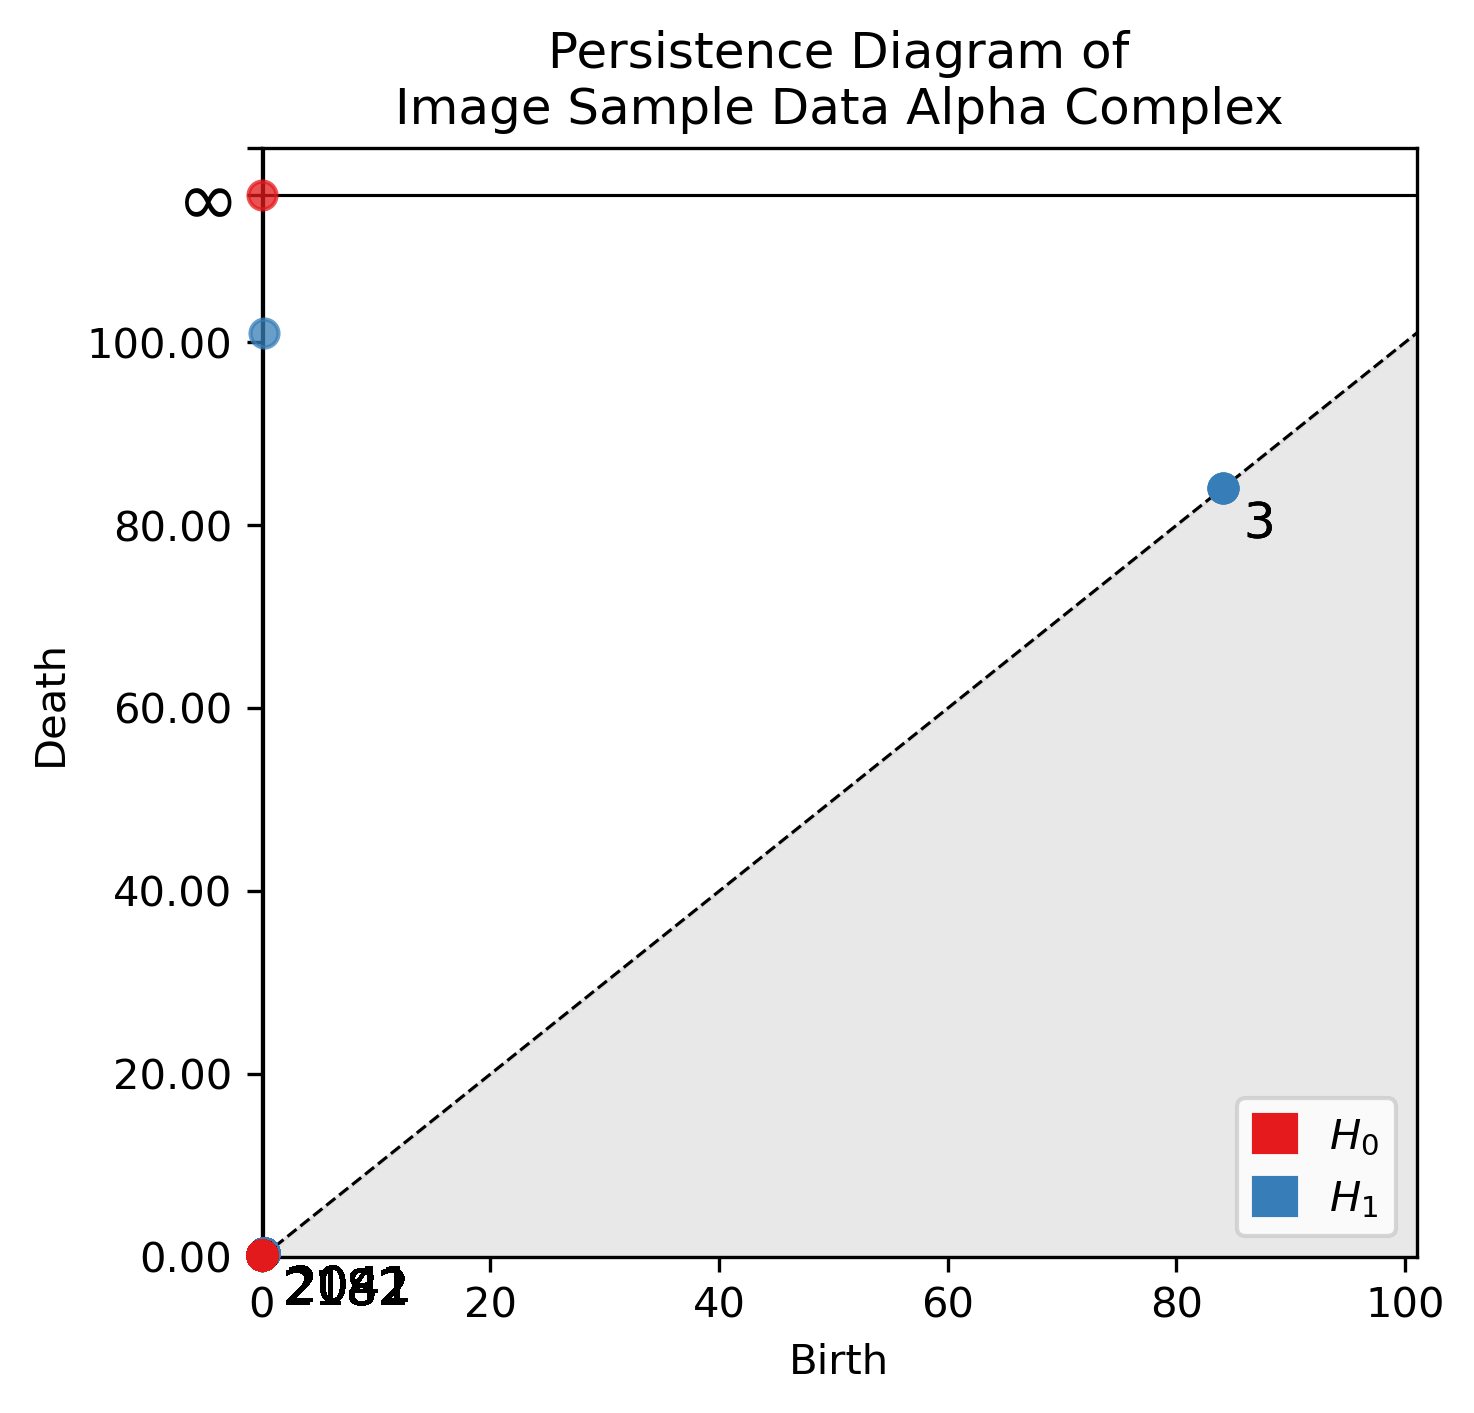 Persistence Diagram of
Image Sample Data Alpha Complex
∞
100.00
80.00
60.00
40.00
20.00
0.00
Death
3
H₀
H₁
0 20 40 60 80 100
Birth